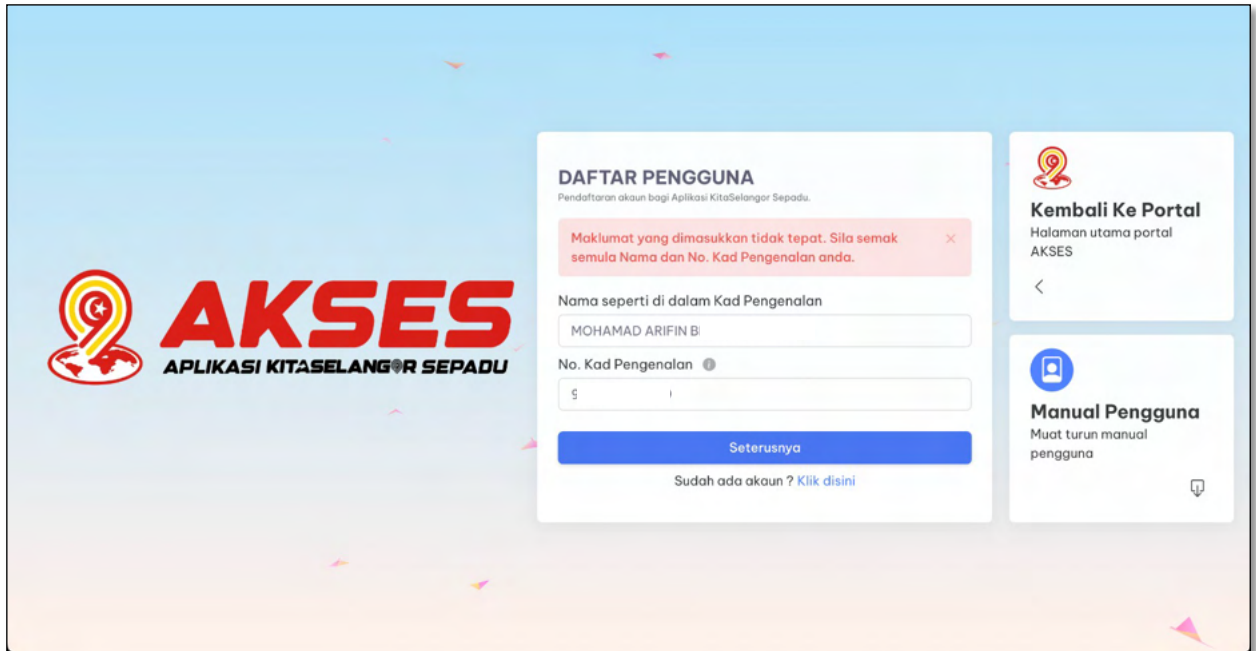 AKSES
APLIKASI KITASELANGOR SEPADU
DAFTAR PENGGUNA
Pendaftaran akaun bagi Aplikasi KitaSelangor Sepadu.
Maklumat yang dimasukkan tidak tepat. Sila semak
semula Nama dan No. Kad Pengenalan anda.
Nama seperti di dalam Kad Pengenalan
MOHAMAD ARIFIN B
No. Kad Pengenalan
9
Seterusnya
Sudah ada akaun ? Klik disini
Kembali Ke Portal
Halaman utama portal
AKSES
Manual Pengguna
Muat turun manual
pengguna